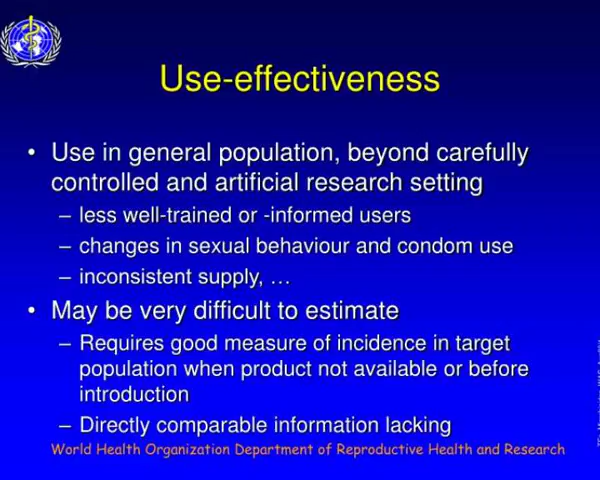 Use-effectiveness
• Use in general population, beyond carefully
controlled and artificial research setting
– less well-trained or -informed users
– changes in sexual behaviour and condom use
– inconsistent supply, …
• May be very difficult to estimate
– Requires good measure of incidence in target
population when product not available or before
introduction
– Directly comparable information lacking
World Health Organization Department of Reproductive Health and Research